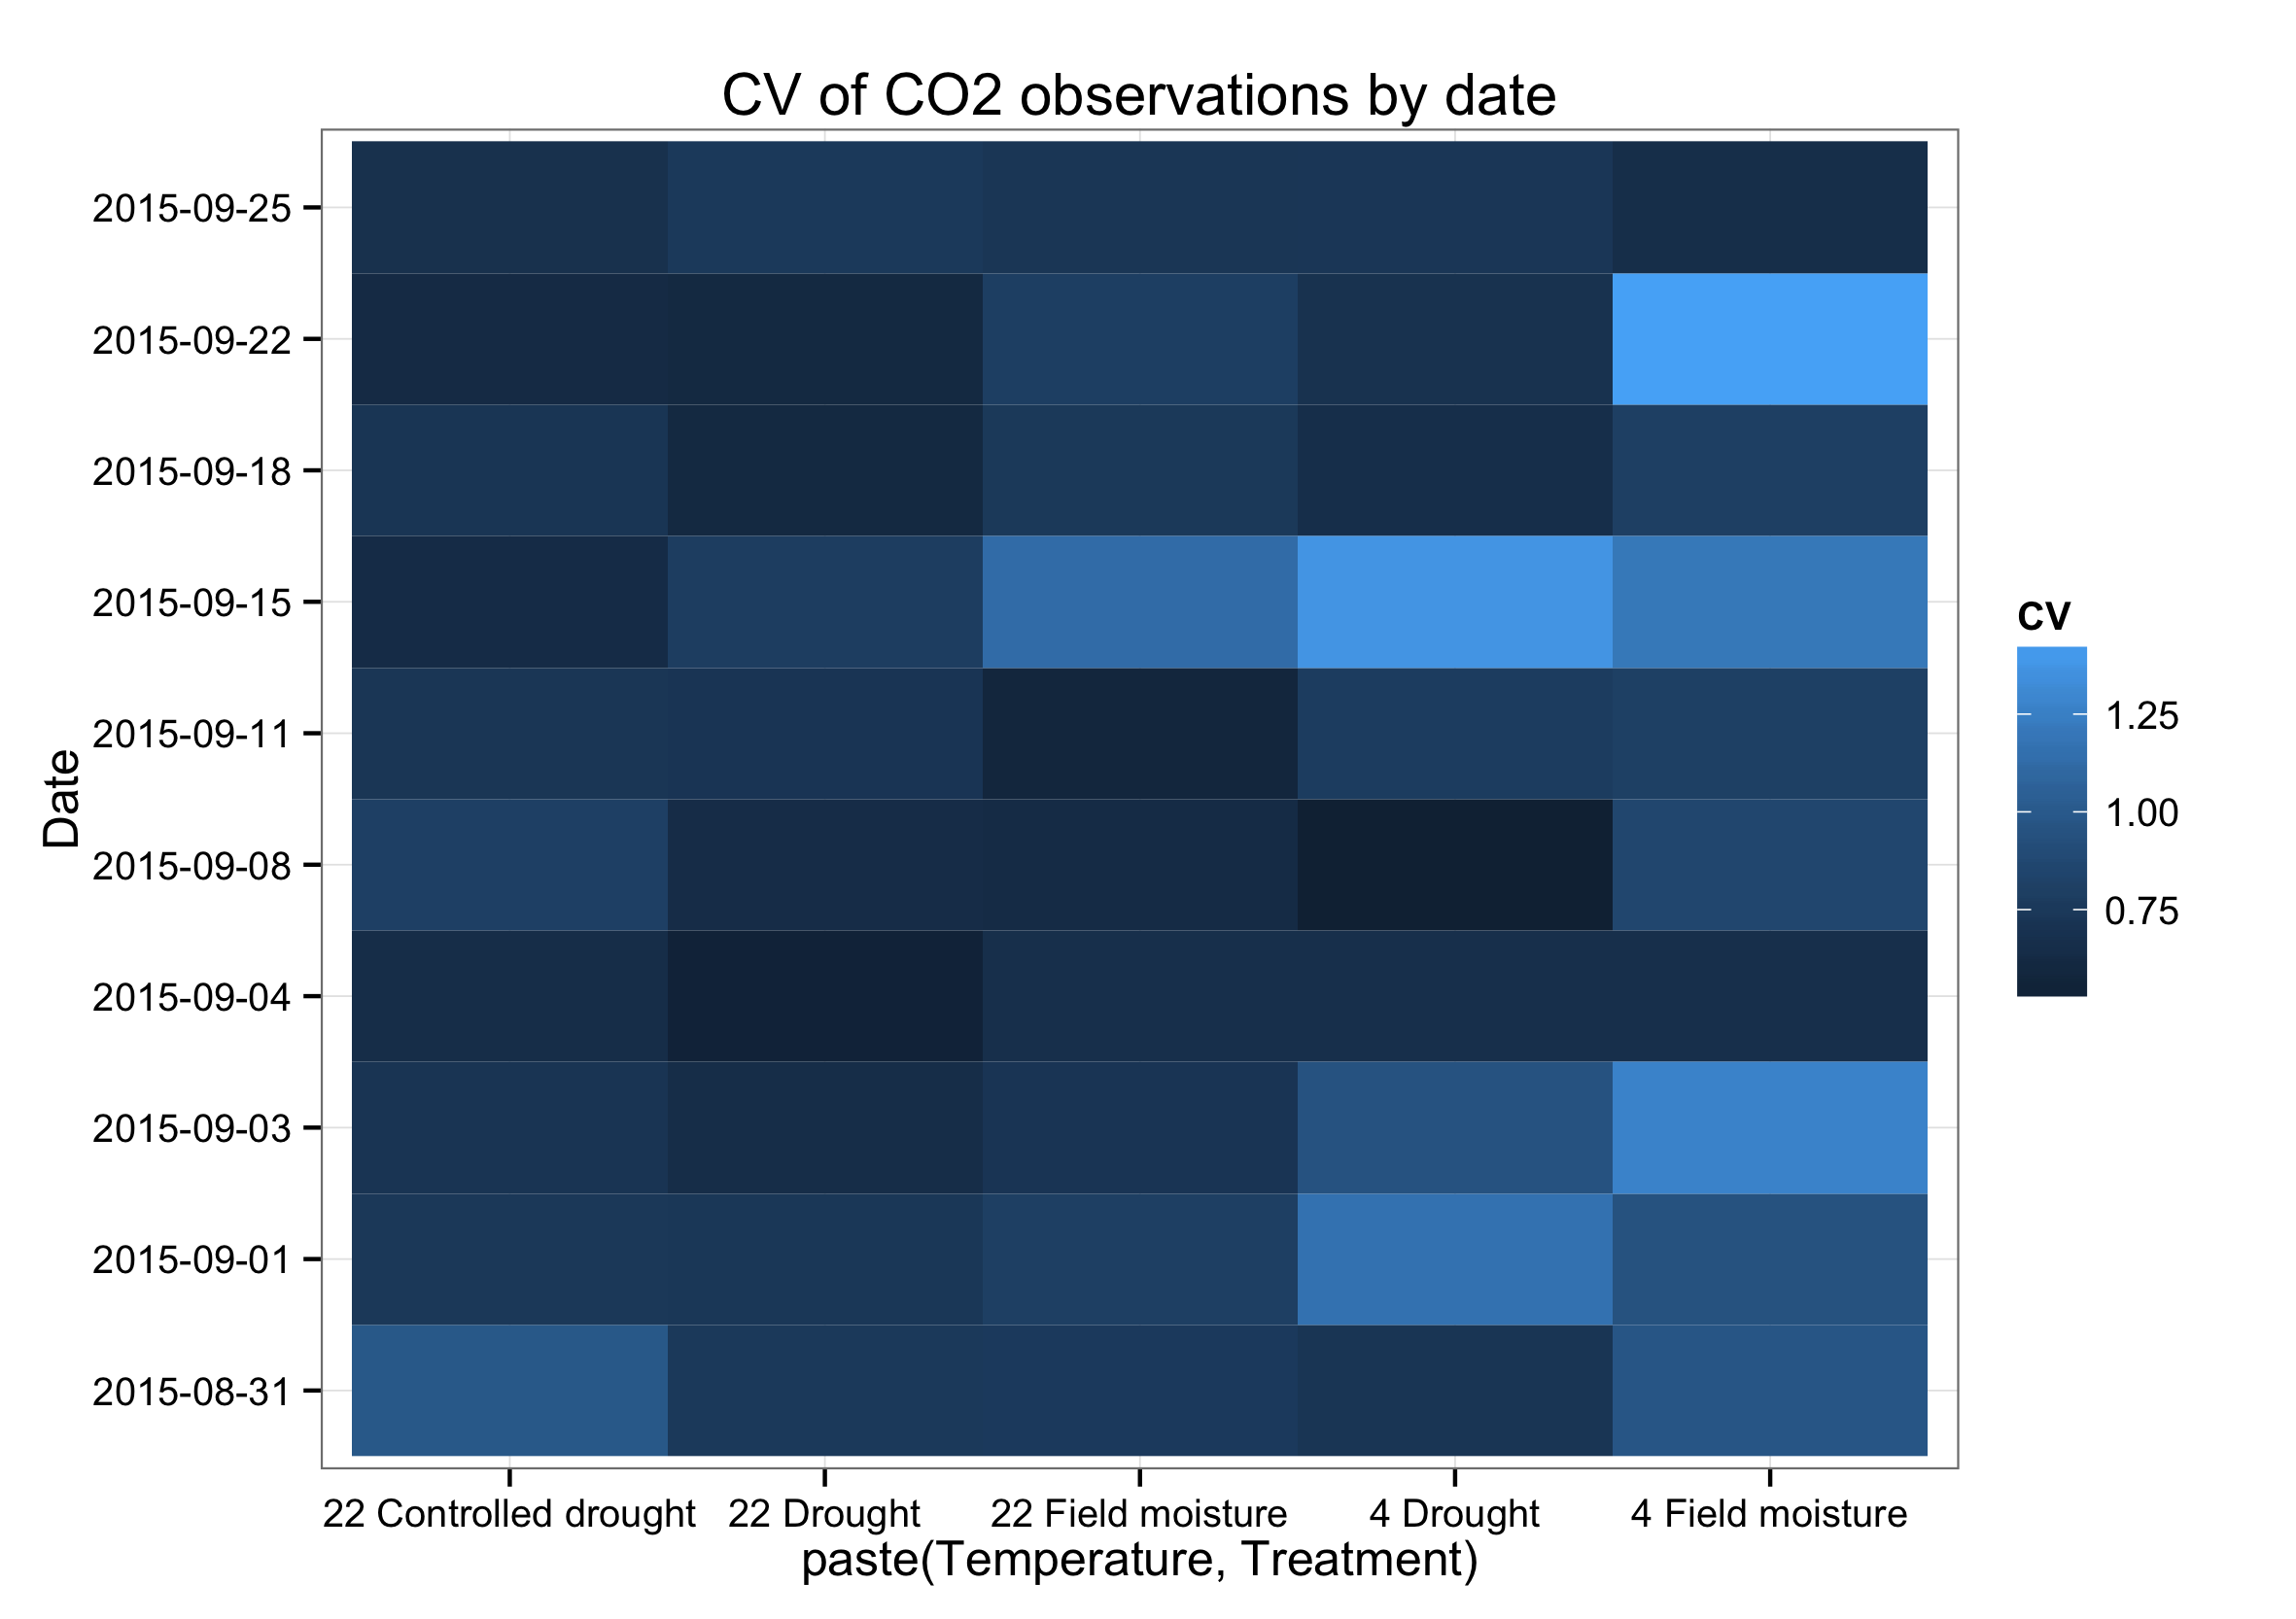 CV of CO2 observations by date
Date
2015-09-25
2015-09-22
2015-09-18
2015-09-15
2015-09-11
2015-09-08
2015-09-04
2015-09-03
2015-09-01
2015-08-31
22 Controlled drought 22 Drought 22 Field moisture 4 Drought 4 Field moisture
paste(Temperature, Treatment)
cv
1.25
1.00
0.75